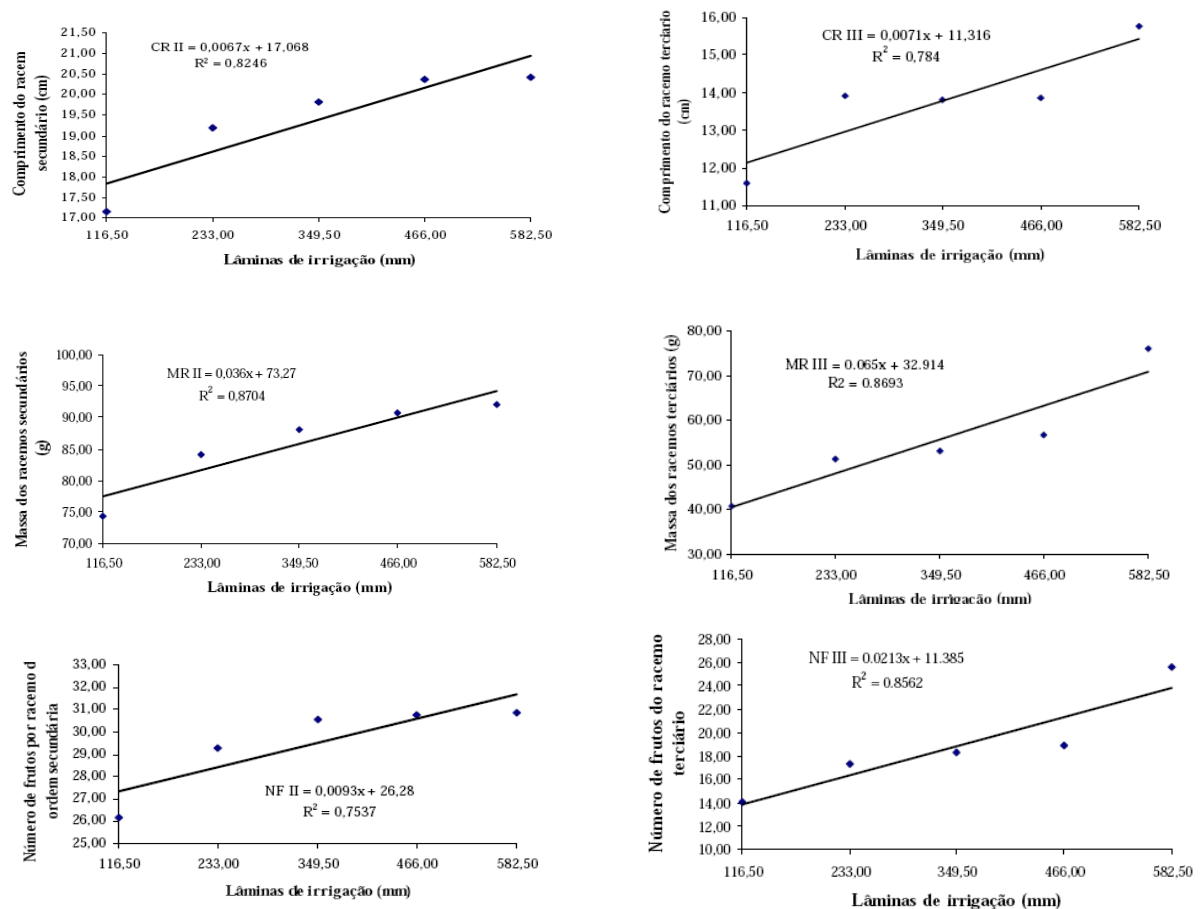 Comprimento do racem
secundário (cm)
21,50
21,00
20,50
20,00
19,50
19,00
18,50
18,00
17,50
17,00
CR II = 0,0067x + 17,068
R² = 0,8246
116,50 233,00 349,50 466,00 582,50
Lâminas de irrigação (mm)
Comprimento do racemo terciário
(cm)
16,00
15,00
14,00
13,00
12,00
11,00
CR III = 0,0071x + 11,316
R² = 0,784
116,50 233,00 349,50 466,00 582,50
Lâminas de irrigação (mm)
Massa dos racemos secundários
(g)
100,00
95,00
90,00
85,00
80,00
75,00
70,00
MR II = 0,036x + 73,27
R² = 0,8704
116,50 233,00 349,50 466,00 582,50
Lâminas de irrigação (mm)
Massa dos racemos terciários (g)
80,00
70,00
60,00
50,00
40,00
30,00
MR III = 0.065x + 32.914
R2 = 0.8693
116,50 233,00 349,50 466,00 582,50
Lâminas de irrigação (mm)
Número de frutos por racemo d
ordem secundária
33,00
32,00
31,00
30,00
29,00
28,00
27,00
26,00
25,00
NF II = 0,0093x + 26,28
R² = 0,7537
116,50 233,00 349,50 466,00 582,50
Lâminas de irrigação (mm)
Número de frutos do racemo
terciário
28,00
26,00
24,00
22,00
20,00
18,00
16,00
14,00
12,00
10,00
NF III = 0.0213x + 11.385
R² = 0.8562
116,50 233,00 349,50 466,00 582,50
Lâminas de irrigação (mm)